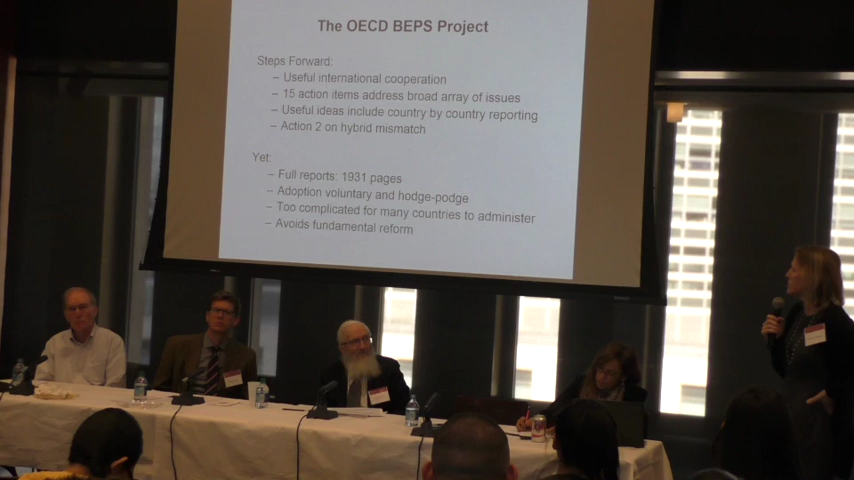 The OECD BEPS Project
Steps Forward:
– Useful international cooperation
– 15 action items address broad array of issues
– Useful ideas include country by country reporting
– Action 2 on hybrid mismatch
Yet:
– Full reports: 1931 pages
– Adoption voluntary and hodge-podge
– Too complicated for many countries to administer
– Avoids fundamental reform